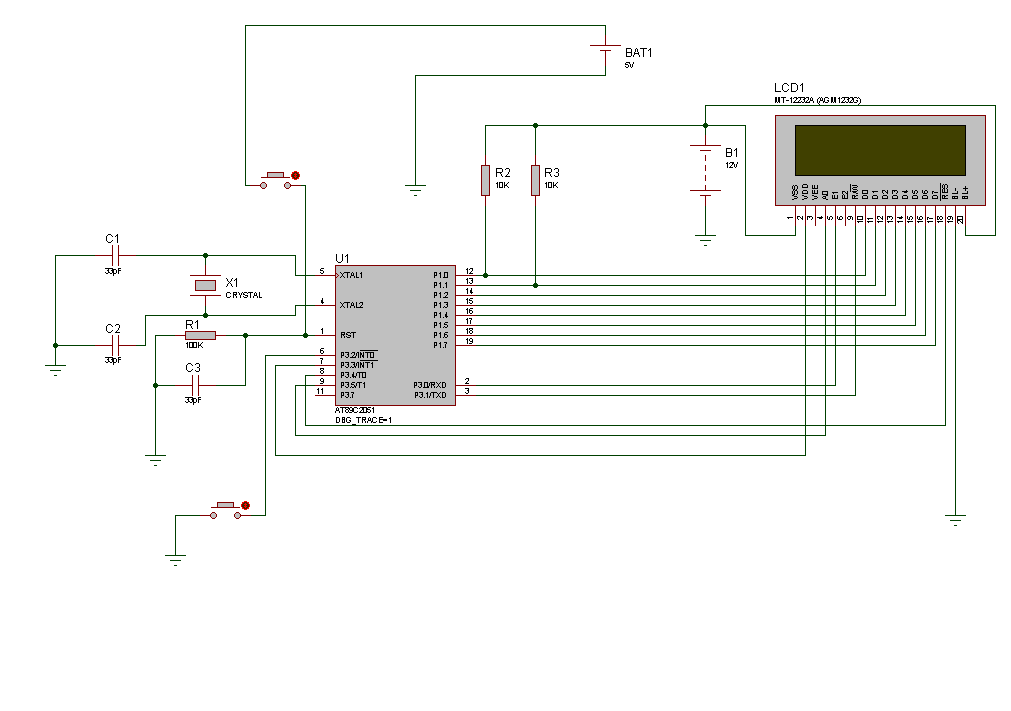 BAT1
5V
LCD1
MT-12232A (AGM1232G)
B1
12V
R2
10K
R3
10K
VSS
VDD
VEE
A0
E1
E2
R/W
D0
D1
D2
D3
D4
D5
D6
D7
RES
BL-
BL+
1
2
3
4
5
6
9
10
11
12
13
14
15
16
17
18
19
20
C1
33pF
X1
CRYSTAL
C2
33pF
R1
100K
C3
33pF
U1
5 XTAL1 P1.0 12
P1.1 13
P1.2 14
4 XTAL2 P1.3 15
P1.4 16
P1.5 17
1 RST P1.6 18
P1.7 19
6 P3.2/INT0
7 P3.3/INT1
8 P3.4/T0
9 P3.5/T1 P3.0/RXD 2
11 P3.7 P3.1/TXD 3
AT89C2051
DBG_TRACE=1